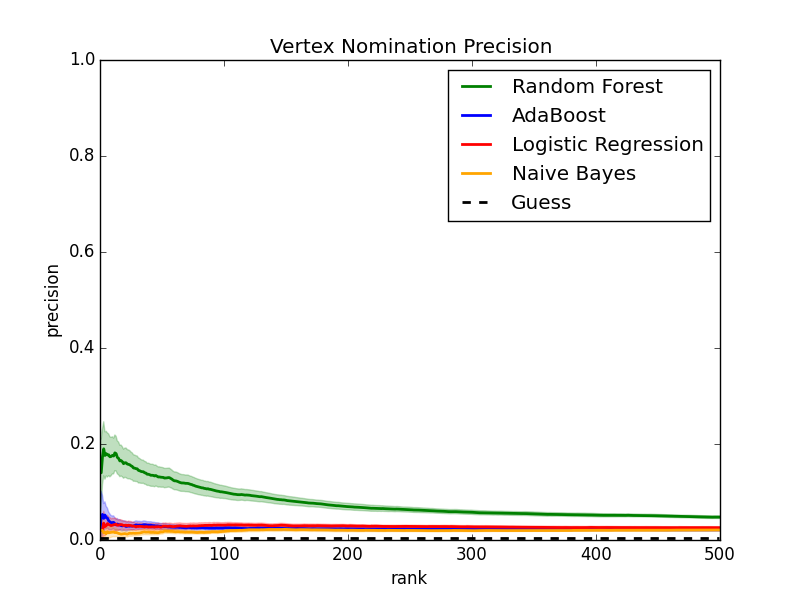 Vertex Nomination Precision
1.0
0.8
0.6
0.4
0.2
0.0
precision
Random Forest
AdaBoost
Logistic Regression
Naive Bayes
Guess
0 100 200 300 400 500
rank